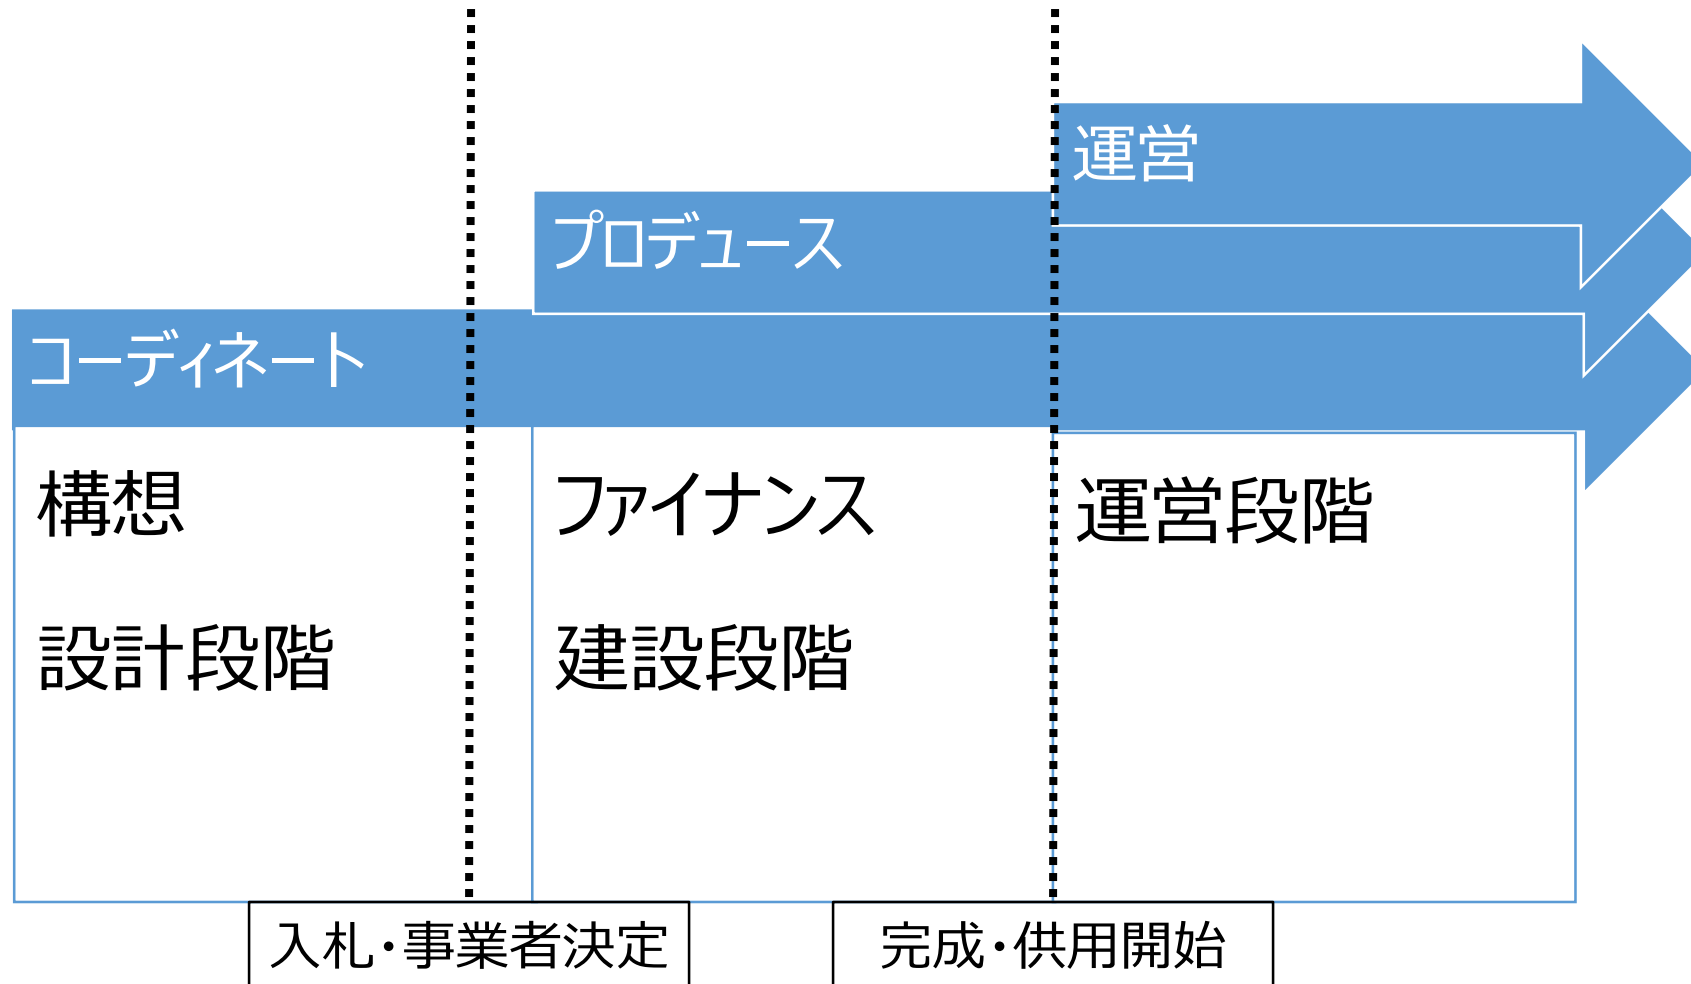 運営
プロデュース
コーディネート
構想
設計段階
ファイナンス
建設段階
運営段階
入札・事業者決定
完成・供用開始